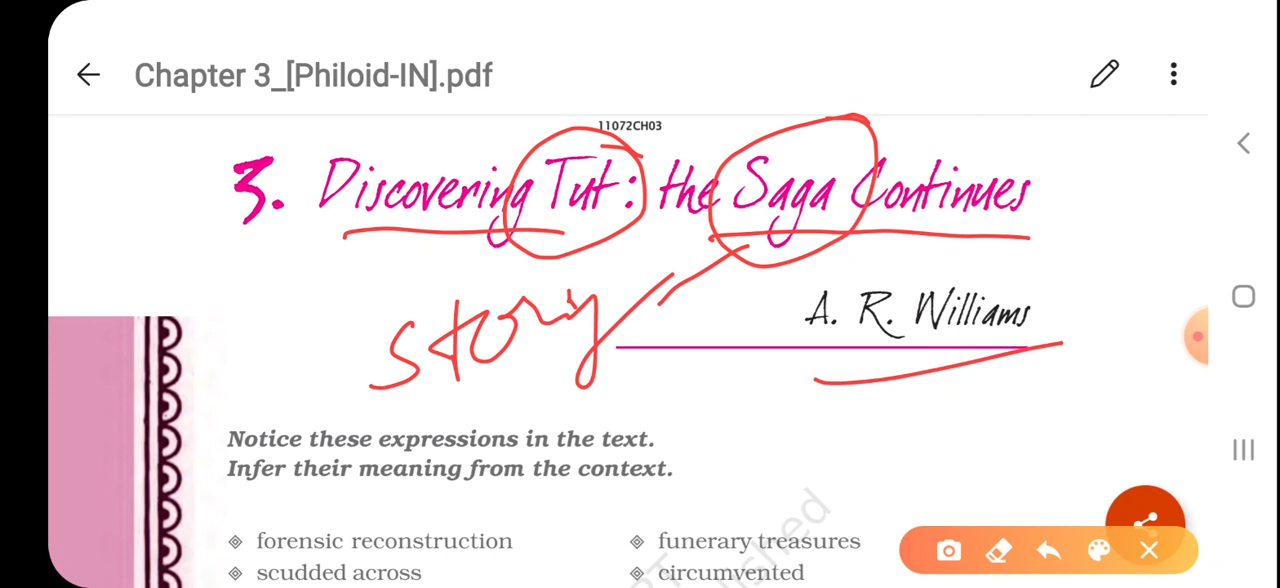 Chapter 3_[Philoid-IN].pdf
11072CH03
3. Discovering Tut: the Saga Continues
story
A. R. Williams
Notice these expressions in the text.
Infer their meaning from the context.
forensic reconstruction
funerary treasures
scudded across
circumvented